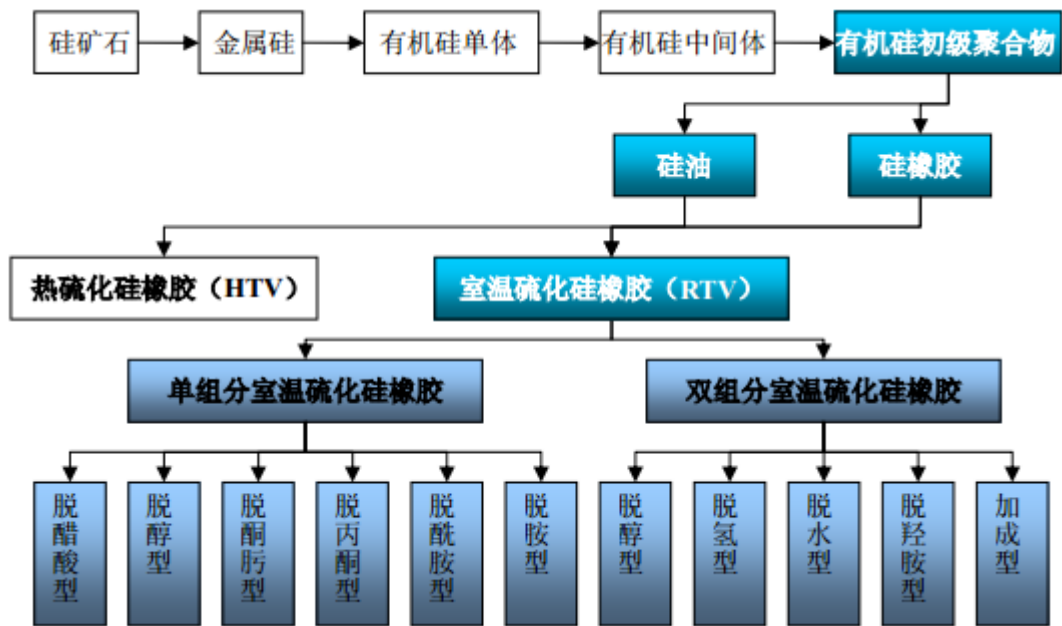 硅矿石
金属硅
有机硅单体
有机硅中间体
有机硅初级聚合物
硅油
硅橡胶
热硫化硅橡胶（HTV）
室温硫化硅橡胶（RTV）
单组分室温硫化硅橡胶
双组分室温硫化硅橡胶
脱醋酸型
脱醇型
脱酮肟型
脱丙酮型
脱酰胺型
脱胺型
脱醇型
脱氢型
脱水型
脱羟胺型
加成型